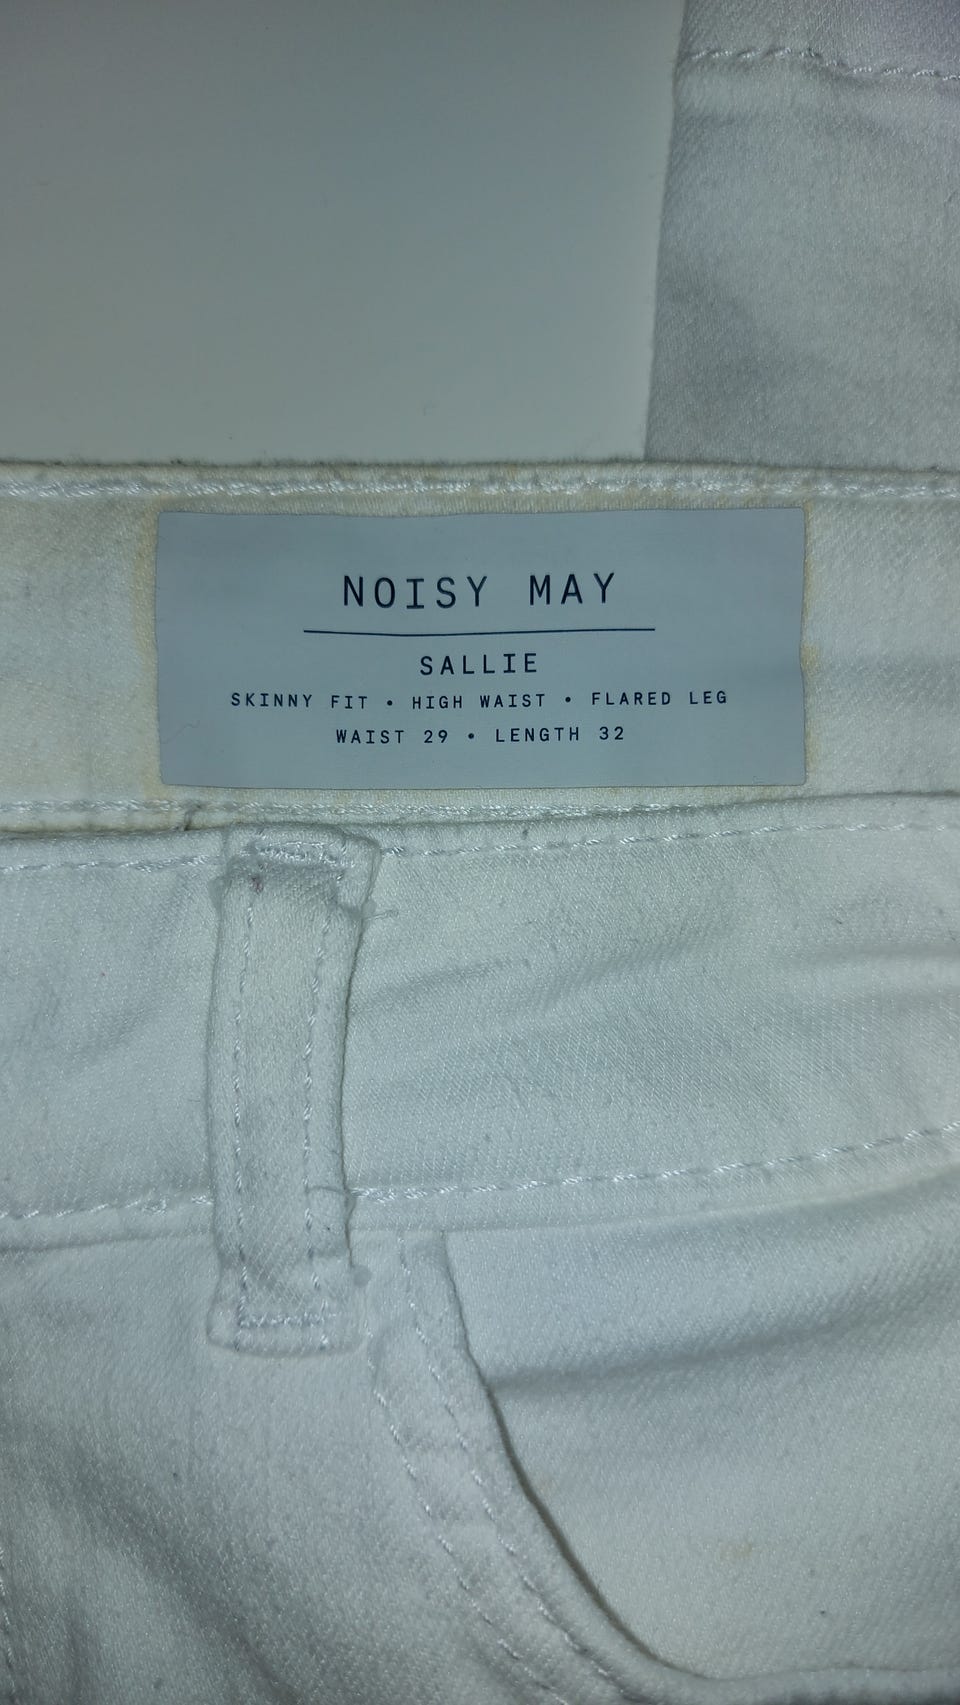 NOISY MAY
SALLIE
SKINNY FIT • HIGH WAIST • FLARED LEG
WAIST 29 • LENGTH 32